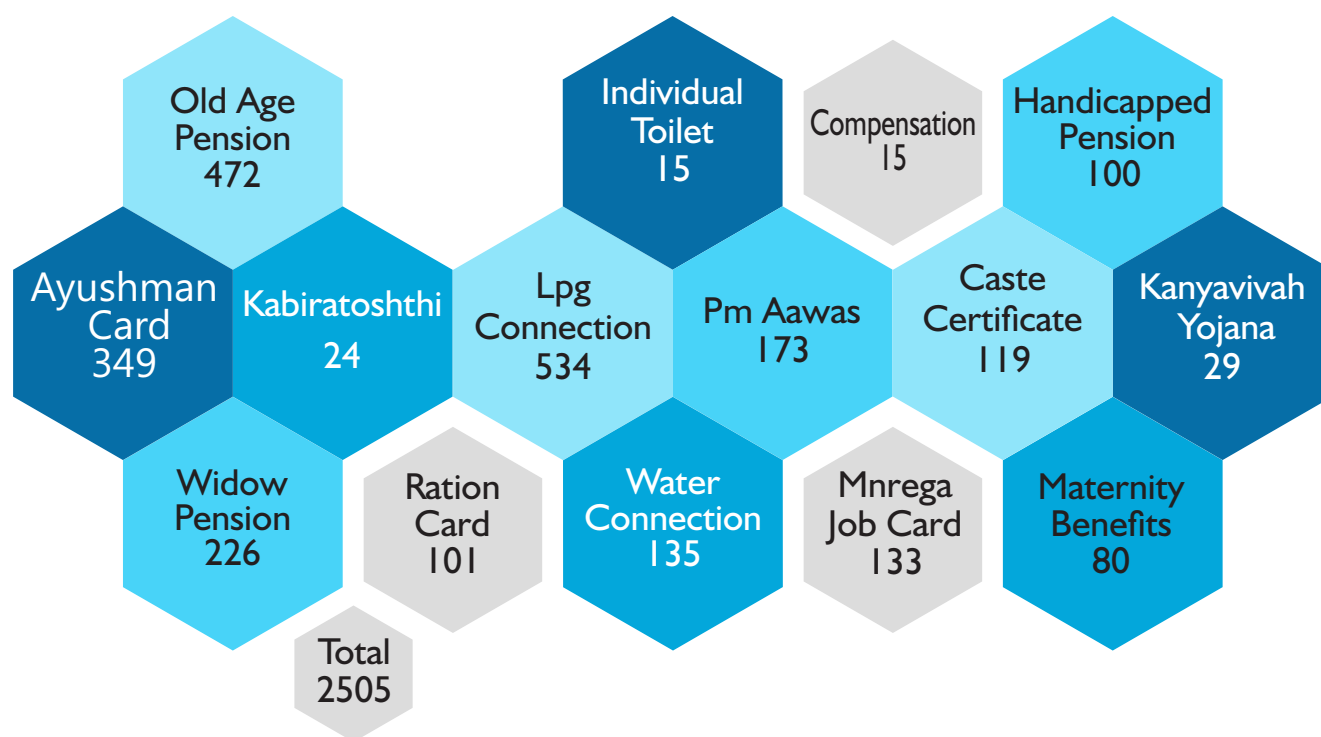 Old Age
Pension
472
Individual
Toilet
15
Compensation
15
Handicapped
Pension
100
Ayushman
Card
349
Kabiratoshthi
24
Lpg
Connection
534
Pm Aawas
173
Caste
Certificate
119
Kanyavivah
Yojana
29
Widow
Pension
226
Ration
Card
101
Water
Connection
135
Mnrega
Job Card
133
Maternity
Benefits
80
Total
2505